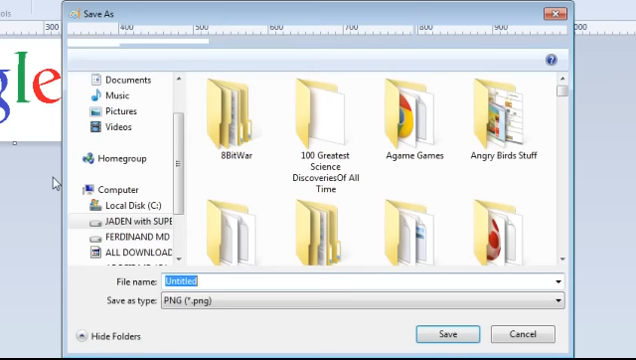 ols
Save As
300
400
500
600
700
800
000
gle
Documents
Music
Pictures
Videos
Homegroup
Computer
Local Disk (C:)
JADEN with SUPE
FERDINAND MD
ALL DOWNLOAD
8BitWar
100 Greatest
Science
DiscoveriesOf All
Time
Agame Games
Angry Birds Stuff
File name:
Untitled
Save as type:
PNG (*.png)
Hide Folders
Save
Cancel